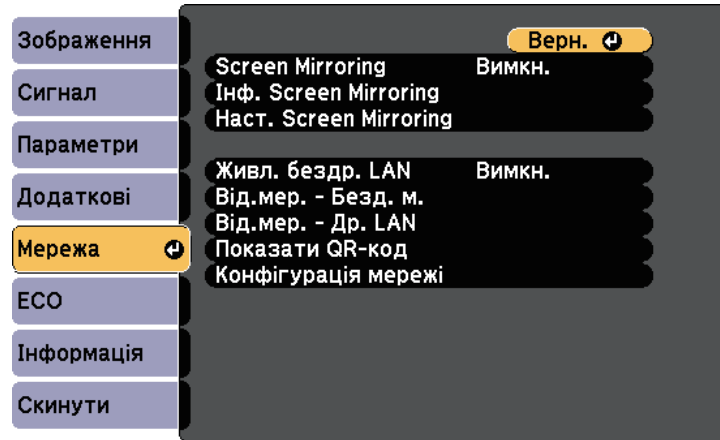 Зображення
Сигнал
Параметри
Додаткові
Мережа
ECO
Інформація
Скинути
Верн.
Screen Mirroring Вимкн.
Інф. Screen Mirroring
Наст. Screen Mirroring
Живл. бездр. LAN Вимкн.
Від.мер. - Безд. м.
Від.мер. - Др. LAN
Показати QR-код
Конфігурація мережі